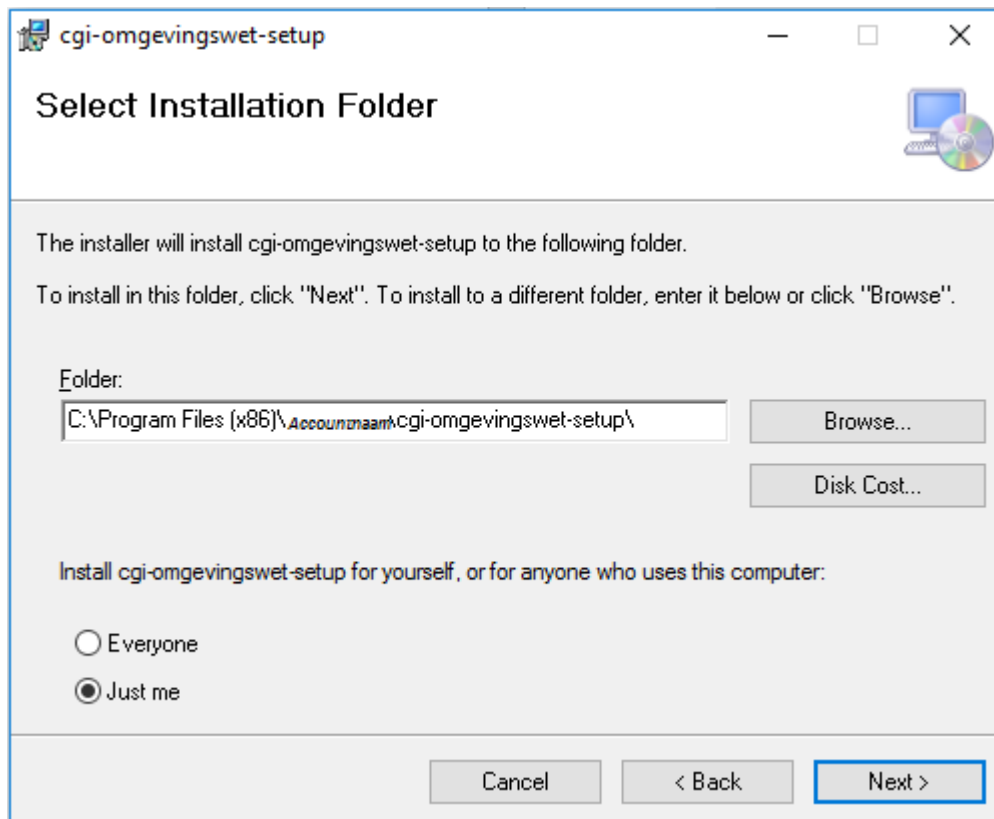 cgi-omgevingswet-setup
Select Installation Folder
The installer will install cgi-omgevingswet-setup to the following folder.
To install in this folder, click "Next". To install to a different folder, enter it below or click "Browse".
Folder:
C:\Program Files (x86)\Accountnaam\cgi-omgevingswet-setup\
Browse...
Disk Cost...
Install cgi-omgevingswet-setup for yourself, or for anyone who uses this computer:
Everyone
Just me
Cancel
< Back
Next >